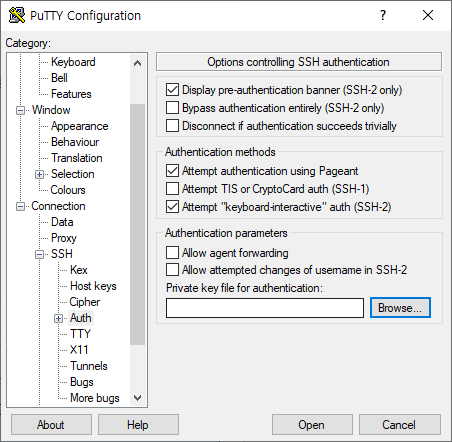 PuTTY Configuration
?
Category:
Keyboard
Bell
Features
Window
Appearance
Behaviour
Translation
Selection
Colours
Connection
Data
Proxy
SSH
Kex
Host keys
Cipher
Auth
TTY
X11
Tunnels
Bugs
More bugs
Options controlling SSH authentication
Display pre-authentication banner (SSH-2 only)
Bypass authentication entirely (SSH-2 only)
Disconnect if authentication succeeds trivially
Authentication methods
Attempt authentication using Pageant
Attempt TIS or CryptoCard auth (SSH-1)
Attempt "keyboard-interactive" auth (SSH-2)
Authentication parameters
Allow agent forwarding
Allow attempted changes of username in SSH-2
Private key file for authentication:
Browse...
About
Help
Open
Cancel